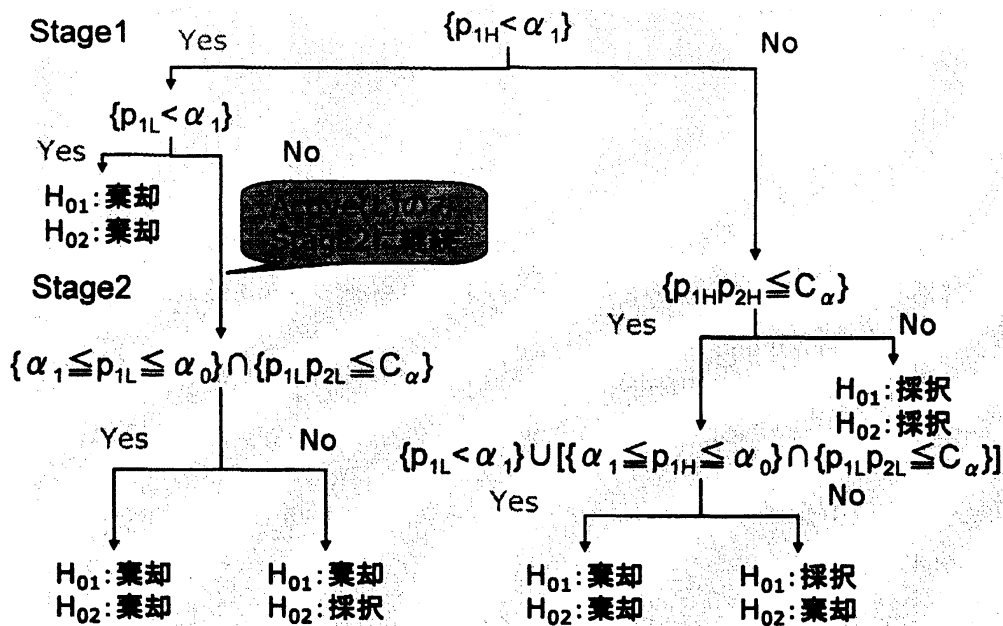 Stage1
Yes
{p1H<α1}
No
{p1L<α1}
Yes
No
H01:棄却
H02:棄却
Stage2
{p1Hp2H≦Cα}
Yes
No
{α1≦p1L≦α0}∩{p1Lp2L≦Cα}
H01:採択
H02:採択
Yes
No
{p1L<α1}∪[{α1≦p1H≦α0}∩{p1Lp2L≦Cα}]
Yes
No
H01:棄却
H02:棄却
H01:棄却
H02:採択
H01:棄却
H02:棄却
H01:採択
H02:棄却